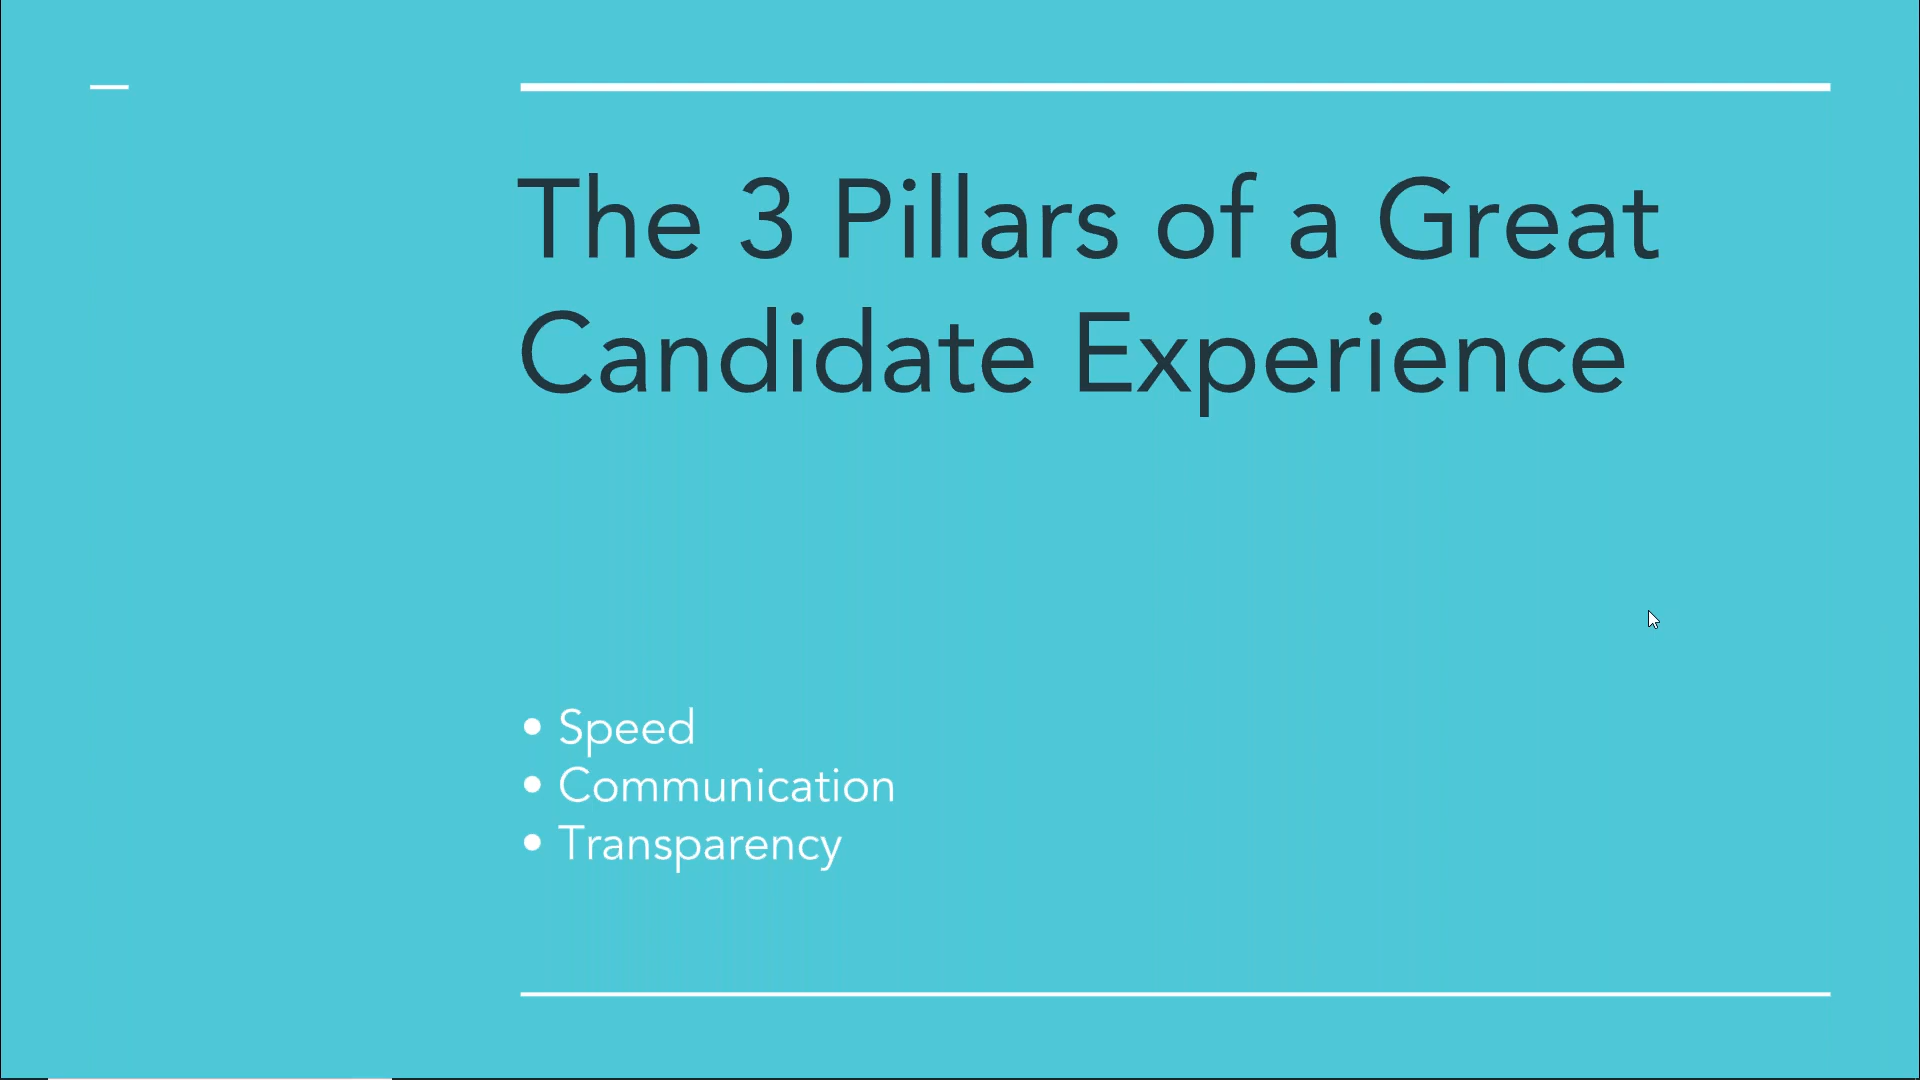 The 3 Pillars of a Great
Candidate Experience
• Speed
• Communication
• Transparency